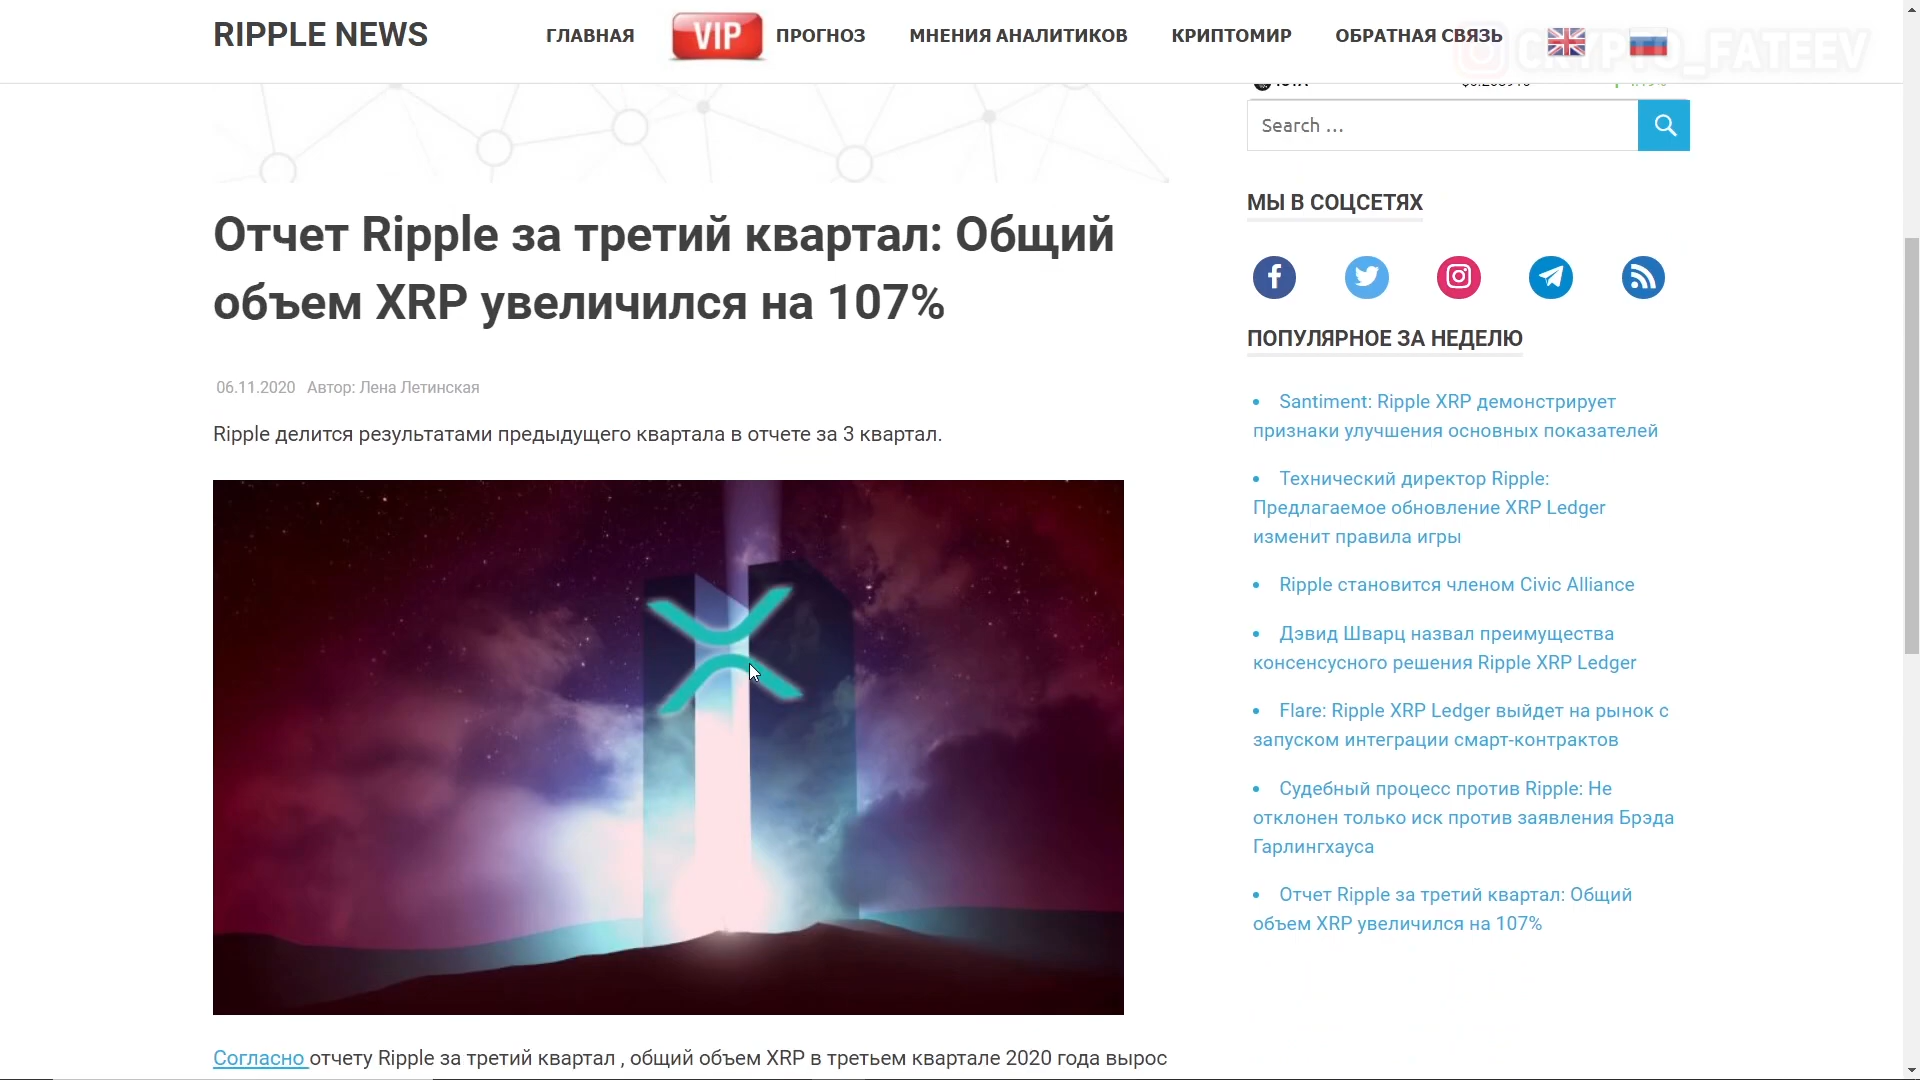 RIPPLE NEWS
ГЛАВНАЯ
VIP
ПРОГНОЗ
МНЕНИЯ АНАЛИТИКОВ
КРИПТОМИР
ОБРАТНАЯ СВЯЗЬ
CRYPTO_FATEEV
Search …
МЫ В СОЦСЕТЯХ
Отчет Ripple за третий квартал: Общий
объем XRP увеличился на 107%
06.11.2020 Автор: Лена Летинская
Ripple делится результатами предыдущего квартала в отчете за 3 квартал.
Согласно отчету Ripple за третий квартал , общий объем XRP в третьем квартале 2020 года вырос
ПОПУЛЯРНОЕ ЗА НЕДЕЛЮ
Santiment: Ripple XRP демонстрирует
признаки улучшения основных показателей
Технический директор Ripple:
Предлагаемое обновление XRP Ledger
изменит правила игры
Ripple становится членом Civic Alliance
Дэвид Шварц назвал преимущества
консенсусного решения Ripple XRP Ledger
Flare: Ripple XRP Ledger выйдет на рынок с
запуском интеграции смарт-контрактов
Судебный процесс против Ripple: Не
отклонен только иск против заявления Брэда
Гарлингхауса
Отчет Ripple за третий квартал: Общий
объем XRP увеличился на 107%